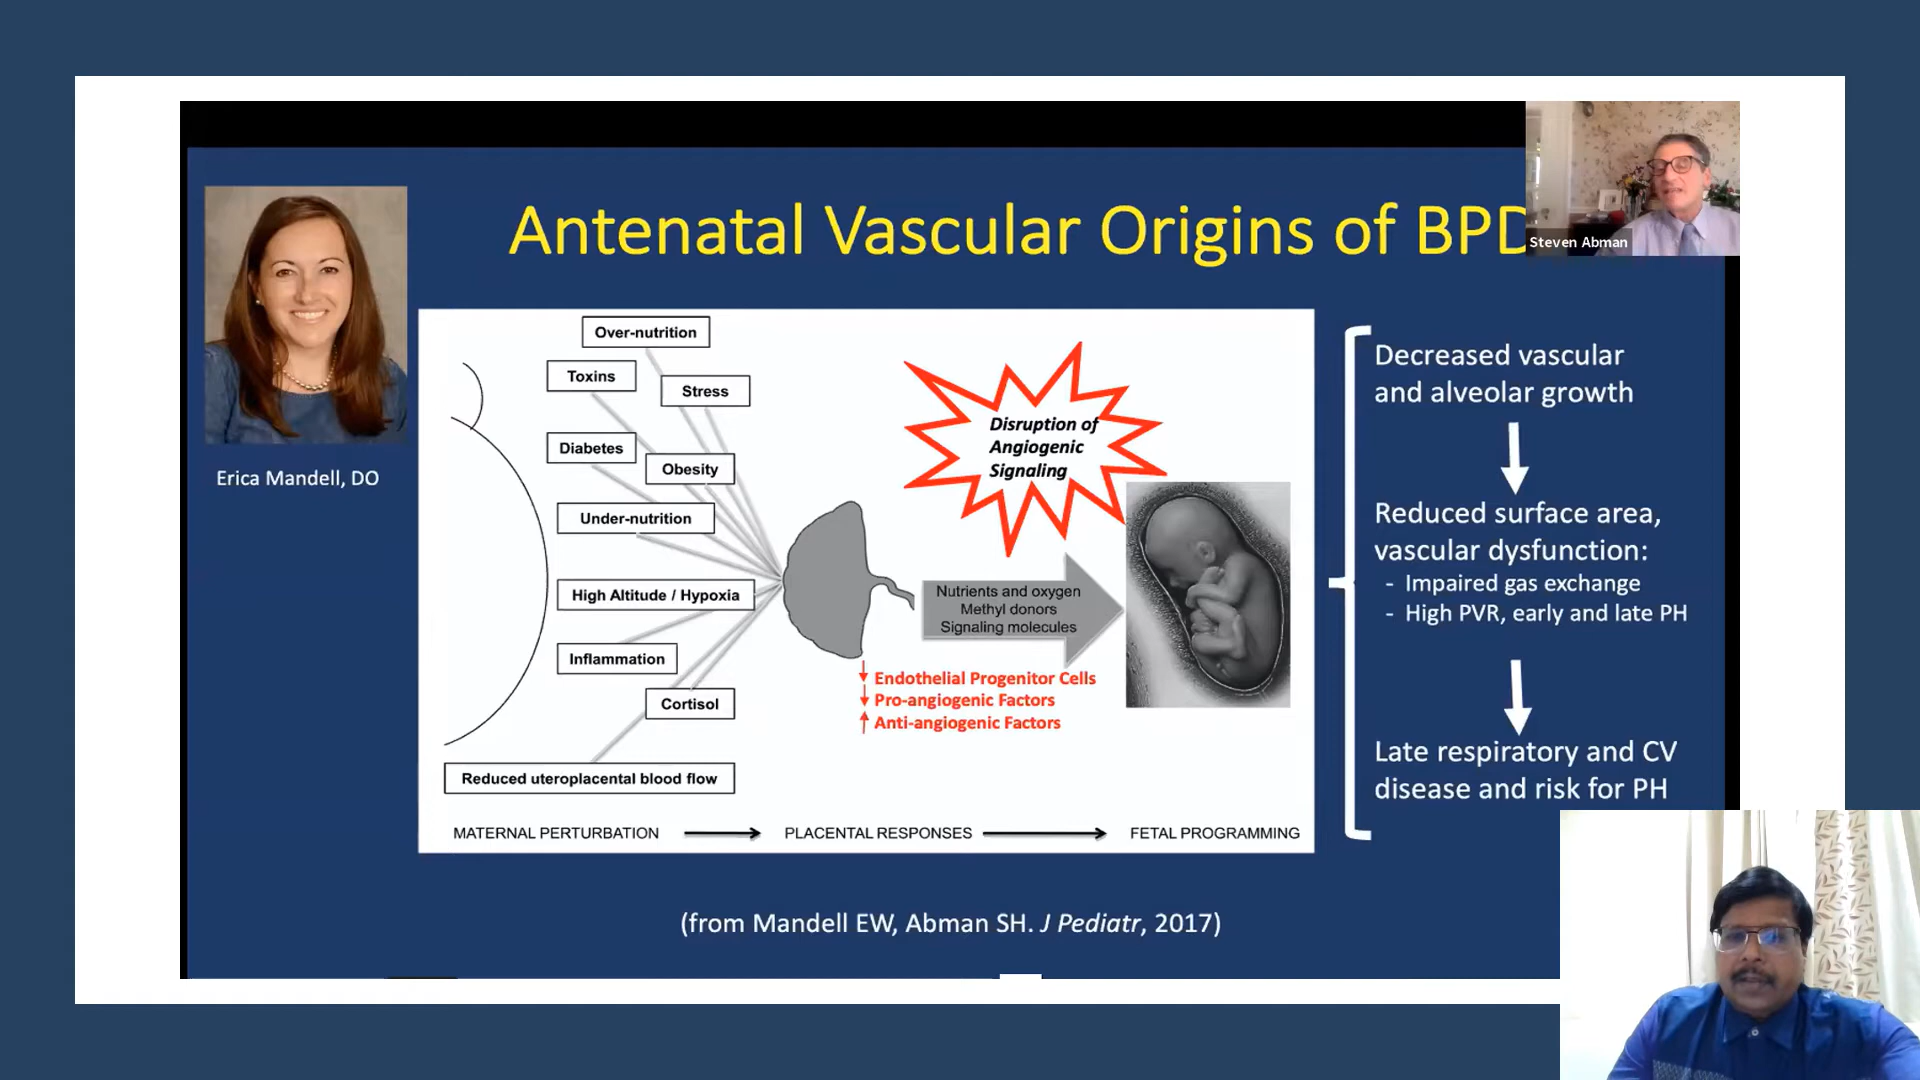 Antenatal Vascular Origins of BPD
Steven Abman
Erica Mandell, DO
Over-nutrition
Toxins
Stress
Diabetes
Obesity
Under-nutrition
High Altitude / Hypoxia
Inflammation
Cortisol
Reduced uteroplacental blood flow
Disruption of
Angiogenic
Signaling
Nutrients and oxygen
Methyl donors
Signaling molecules
Endothelial Progenitor Cells
Pro-angiogenic Factors
Anti-angiogenic Factors
MATERNAL PERTURBATION
PLACENTAL RESPONSES
FETAL PROGRAMMING
Decreased vascular
and alveolar growth
Reduced surface area,
vascular dysfunction:
- Impaired gas exchange
- High PVR, early and late PH
Late respiratory and CV
disease and risk for PH
(from Mandell EW, Abman SH. J Pediatr, 2017)